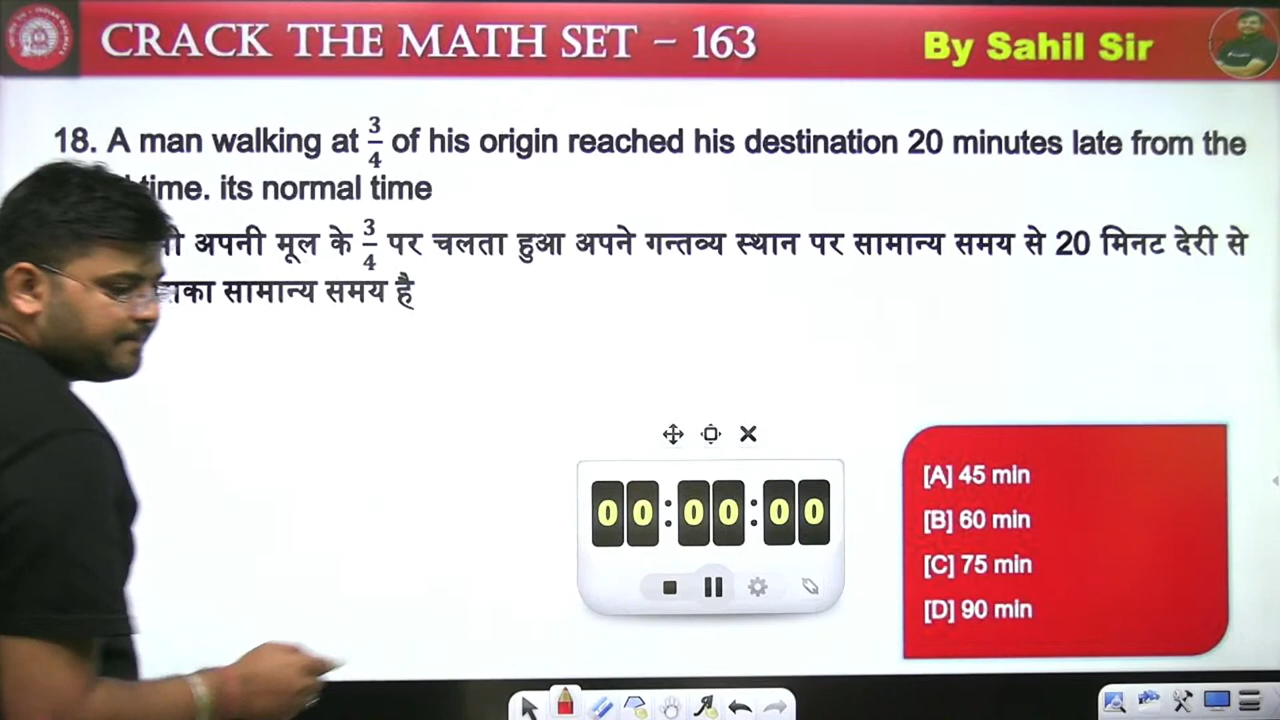 CRACK THE MATH SET – 163
By Sahil Sir
18. A man walking at 3/4 of his origin reached his destination 20 minutes late from the
time. its normal time
अपनी मूल के 3/4 पर चलता हुआ अपने गन्तव्य स्थान पर सामान्य समय से 20 मिनट देरी से
सामान्य समय है
00:00:00
[A] 45 min
[B] 60 min
[C] 75 min
[D] 90 min